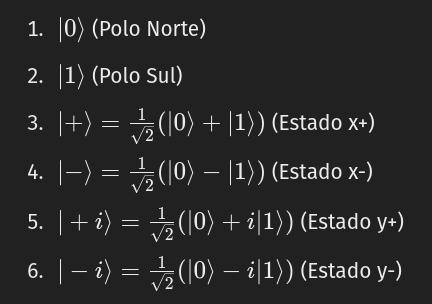 1. |0⟩ (Polo Norte)
2. |1⟩ (Polo Sul)
3. |+⟩ = 1/√2(|0⟩ + |1⟩) (Estado x+)
4. |−⟩ = 1/√2(|0⟩ − |1⟩) (Estado x-)
5. | + i⟩ = 1/√2(|0⟩ + i|1⟩) (Estado y+)
6. | − i⟩ = 1/√2(|0⟩ − i|1⟩) (Estado y-)